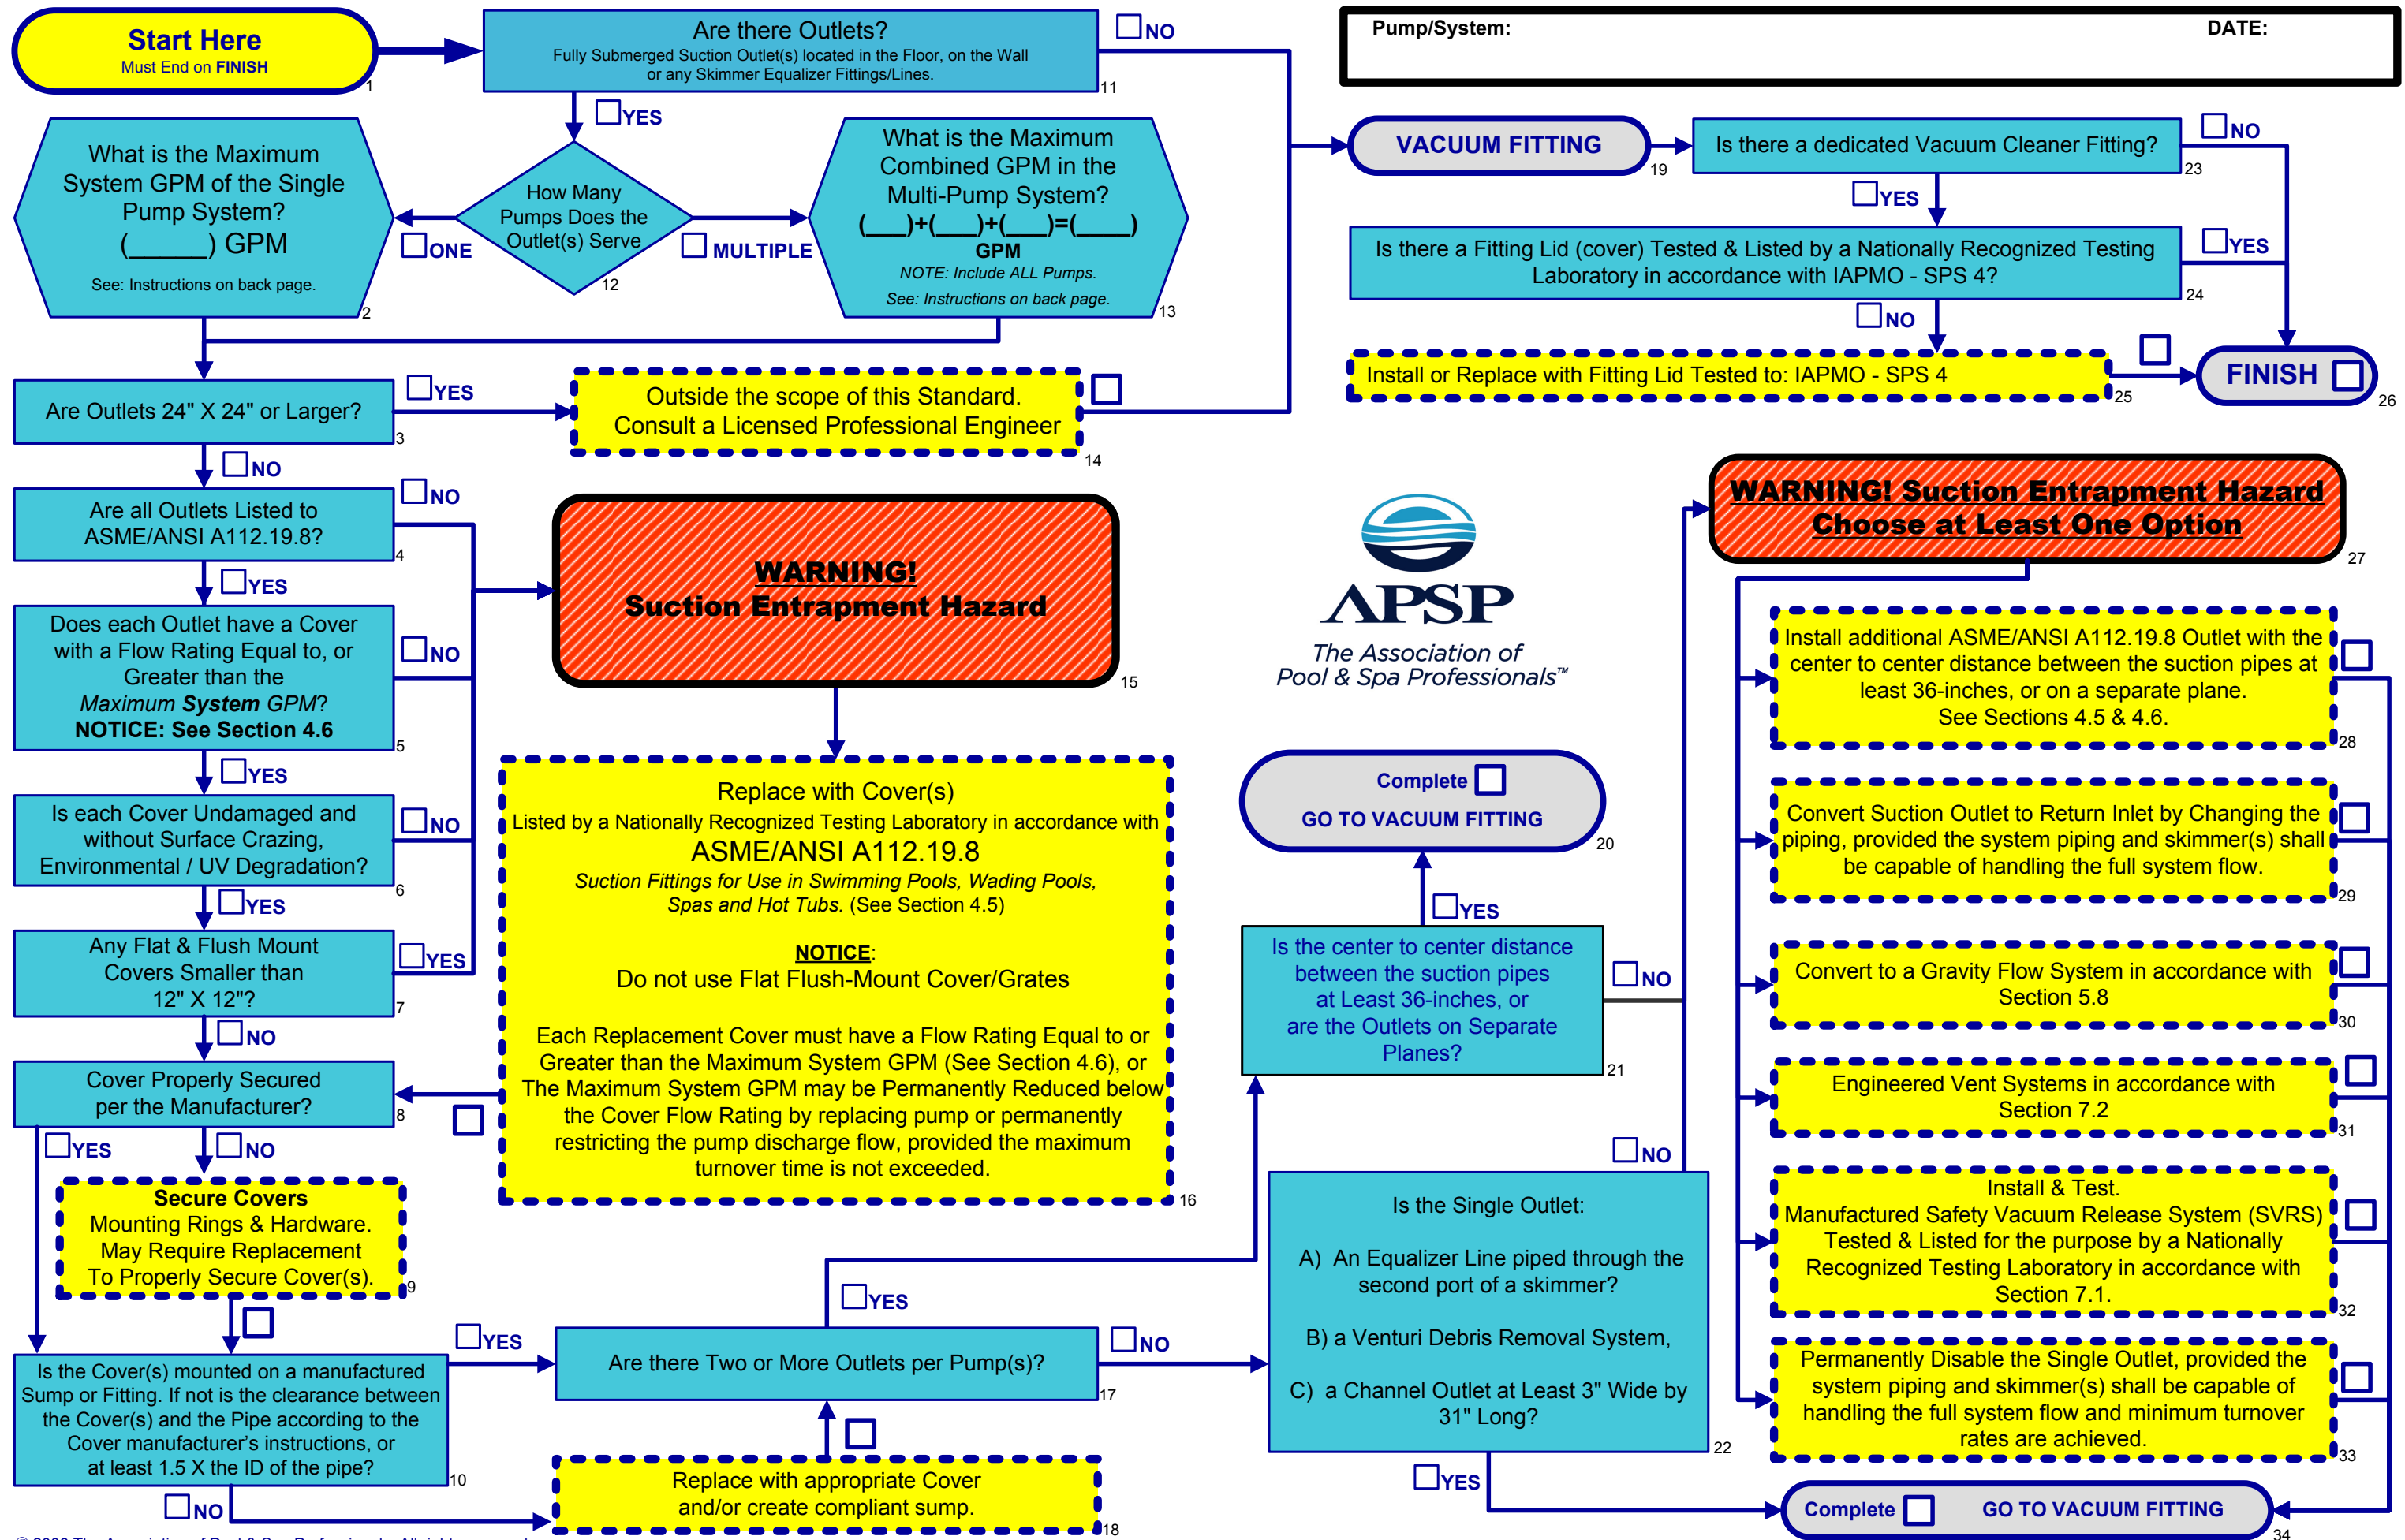 Start Here
Must End on FINISH
1
Are there Outlets?
Fully Submerged Suction Outlet(s) located in the Floor, on the Wall
or any Skimmer Equalizer Fittings/Lines.
11
NO
YES
Pump/System:
DATE:
What is the Maximum
System GPM of the Single
Pump System?
(_____) GPM
See: Instructions on back page.
2
ONE
How Many
Pumps Does the
Outlet(s) Serve
12
MULTIPLE
What is the Maximum
Combined GPM in the
Multi-Pump System?
(___)+(___)+(___)=(____)
GPM
NOTE: Include ALL Pumps.
See: Instructions on back page.
13
VACUUM FITTING
19
Is there a dedicated Vacuum Cleaner Fitting?
23
NO
YES
Is there a Fitting Lid (cover) Tested & Listed by a Nationally Recognized Testing
Laboratory in accordance with IAPMO - SPS 4?
24
YES
NO
Install or Replace with Fitting Lid Tested to: IAPMO - SPS 4
25
FINISH
26
Are Outlets 24" X 24" or Larger?
3
YES
NO
Outside the scope of this Standard.
Consult a Licensed Professional Engineer
14
Are all Outlets Listed to
ASME/ANSI A112.19.8?
4
NO
YES
Does each Outlet have a Cover
with a Flow Rating Equal to, or
Greater than the
Maximum System GPM?
NOTICE: See Section 4.6
5
NO
YES
Is each Cover Undamaged and
without Surface Crazing,
Environmental / UV Degradation?
6
NO
YES
Any Flat & Flush Mount
Covers Smaller than
12" X 12"?
7
YES
NO
Cover Properly Secured
per the Manufacturer?
8
YES
NO
Secure Covers
Mounting Rings & Hardware.
May Require Replacement
To Properly Secure Cover(s).
9
Is the Cover(s) mounted on a manufactured
Sump or Fitting. If not is the clearance between
the Cover(s) and the Pipe according to the
Cover manufacturer's instructions, or
at least 1.5 X the ID of the pipe?
10
YES
NO
WARNING!
Suction Entrapment Hazard
15
Replace with Cover(s)
Listed by a Nationally Recognized Testing Laboratory in accordance with
ASME/ANSI A112.19.8
Suction Fittings for Use in Swimming Pools, Wading Pools,
Spas and Hot Tubs. (See Section 4.5)
NOTICE:
Do not use Flat Flush-Mount Cover/Grates
Each Replacement Cover must have a Flow Rating Equal to or
Greater than the Maximum System GPM (See Section 4.6), or
The Maximum System GPM may be Permanently Reduced below
the Cover Flow Rating by replacing pump or permanently
restricting the pump discharge flow, provided the maximum
turnover time is not exceeded.
16
Are there Two or More Outlets per Pump(s)?
17
YES
NO
Replace with appropriate Cover
and/or create compliant sump.
18
APSP
The Association of
Pool & Spa Professionals™
Complete
GO TO VACUUM FITTING
20
YES
Is the center to center distance
between the suction pipes
at Least 36-inches, or
are the Outlets on Separate
Planes?
21
NO
NO
Is the Single Outlet:
A) An Equalizer Line piped through the
second port of a skimmer?
B) a Venturi Debris Removal System,
C) a Channel Outlet at Least 3" Wide by
31" Long?
22
YES
WARNING! Suction Entrapment Hazard
Choose at Least One Option
27
Install additional ASME/ANSI A112.19.8 Outlet with the
center to center distance between the suction pipes at
least 36-inches, or on a separate plane.
See Sections 4.5 & 4.6.
28
Convert Suction Outlet to Return Inlet by Changing the
piping, provided the system piping and skimmer(s) shall
be capable of handling the full system flow.
29
Convert to a Gravity Flow System in accordance with
Section 5.8
30
Engineered Vent Systems in accordance with
Section 7.2
31
Install & Test.
Manufactured Safety Vacuum Release System (SVRS)
Tested & Listed for the purpose by a Nationally
Recognized Testing Laboratory in accordance with
Section 7.1.
32
Permanently Disable the Single Outlet, provided the
system piping and skimmer(s) shall be capable of
handling the full system flow and minimum turnover
rates are achieved.
33
Complete GO TO VACUUM FITTING
34